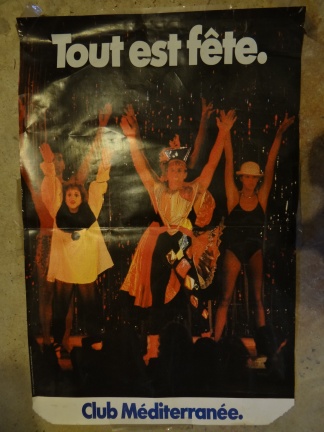 Tout est fête.
Club Méditerranée.